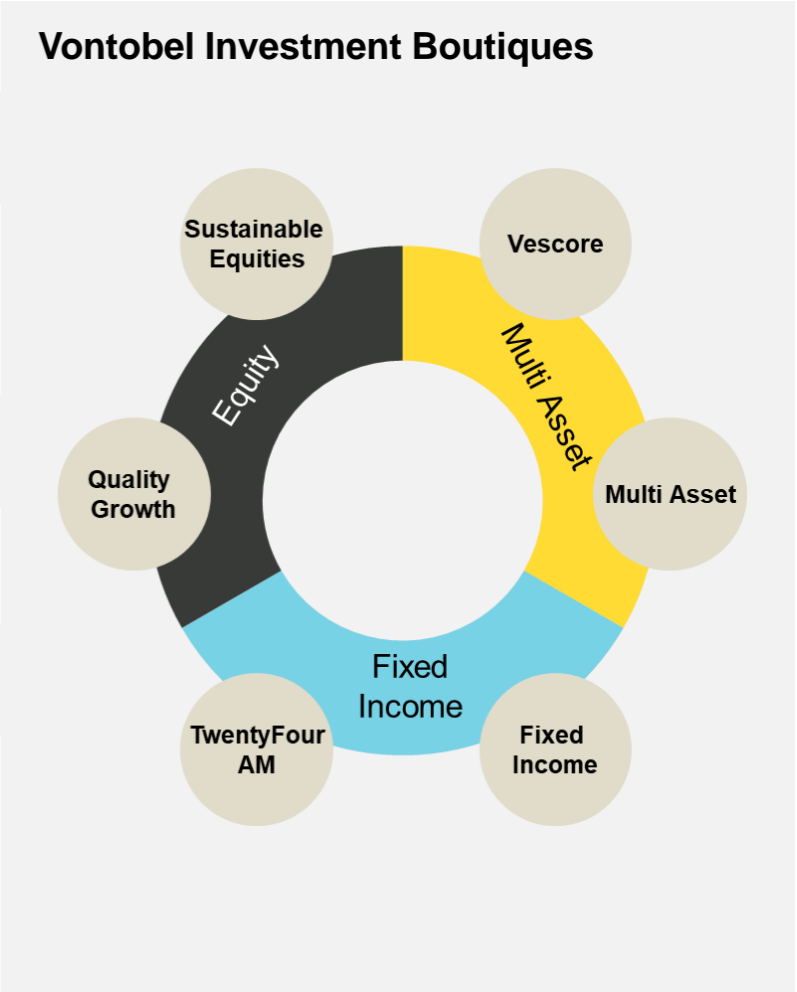 Vontobel Investment Boutiques
Sustainable
Equities
Vescore
Equity
Multi Asset
Quality
Growth
Multi Asset
Fixed
Income
TwentyFour
AM
Fixed
Income